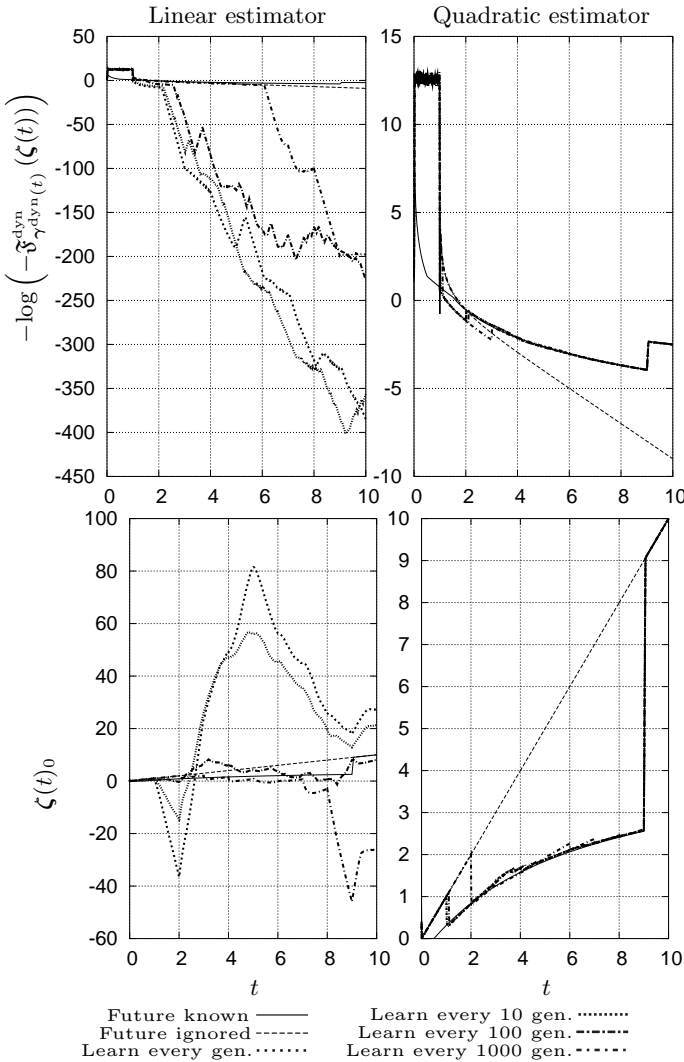 Linear estimator
Quadratic estimator
−log ( −𝔉^dyn_γ^dyn(t) (ζ(t)) )
50
0
-50
-100
-150
-200
-250
-300
-350
-400
-450
0 2 4 6 8 10
15
10
5
0
-5
-10
0 2 4 6 8 10
ζ(t)₀
100
80
60
40
20
0
-20
-40
-60
0 2 4 6 8 10
t
10
9
8
7
6
5
4
3
2
1
0
0 2 4 6 8 10
t
Future known
Future ignored
Learn every gen.
Learn every 10 gen.
Learn every 100 gen.
Learn every 1000 gen.